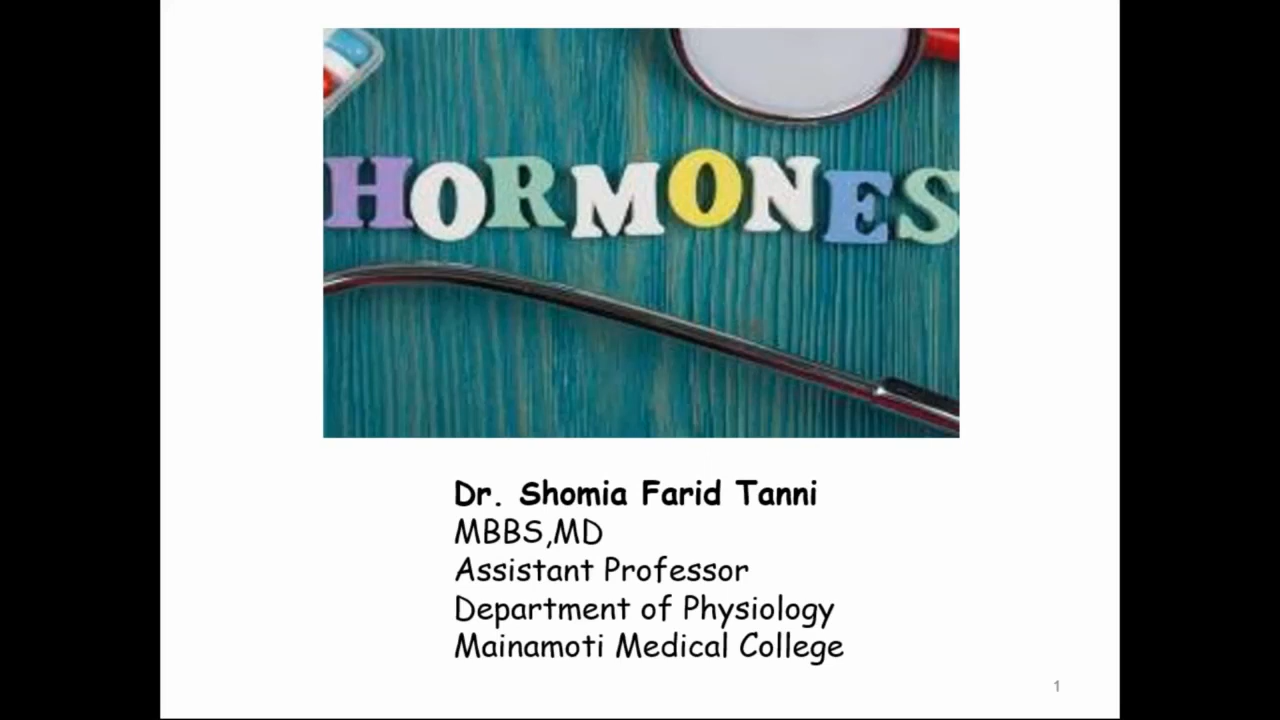 HORMONES
Dr. Shomia Farid Tanni
MBBS,MD
Assistant Professor
Department of Physiology
Mainamoti Medical College
1